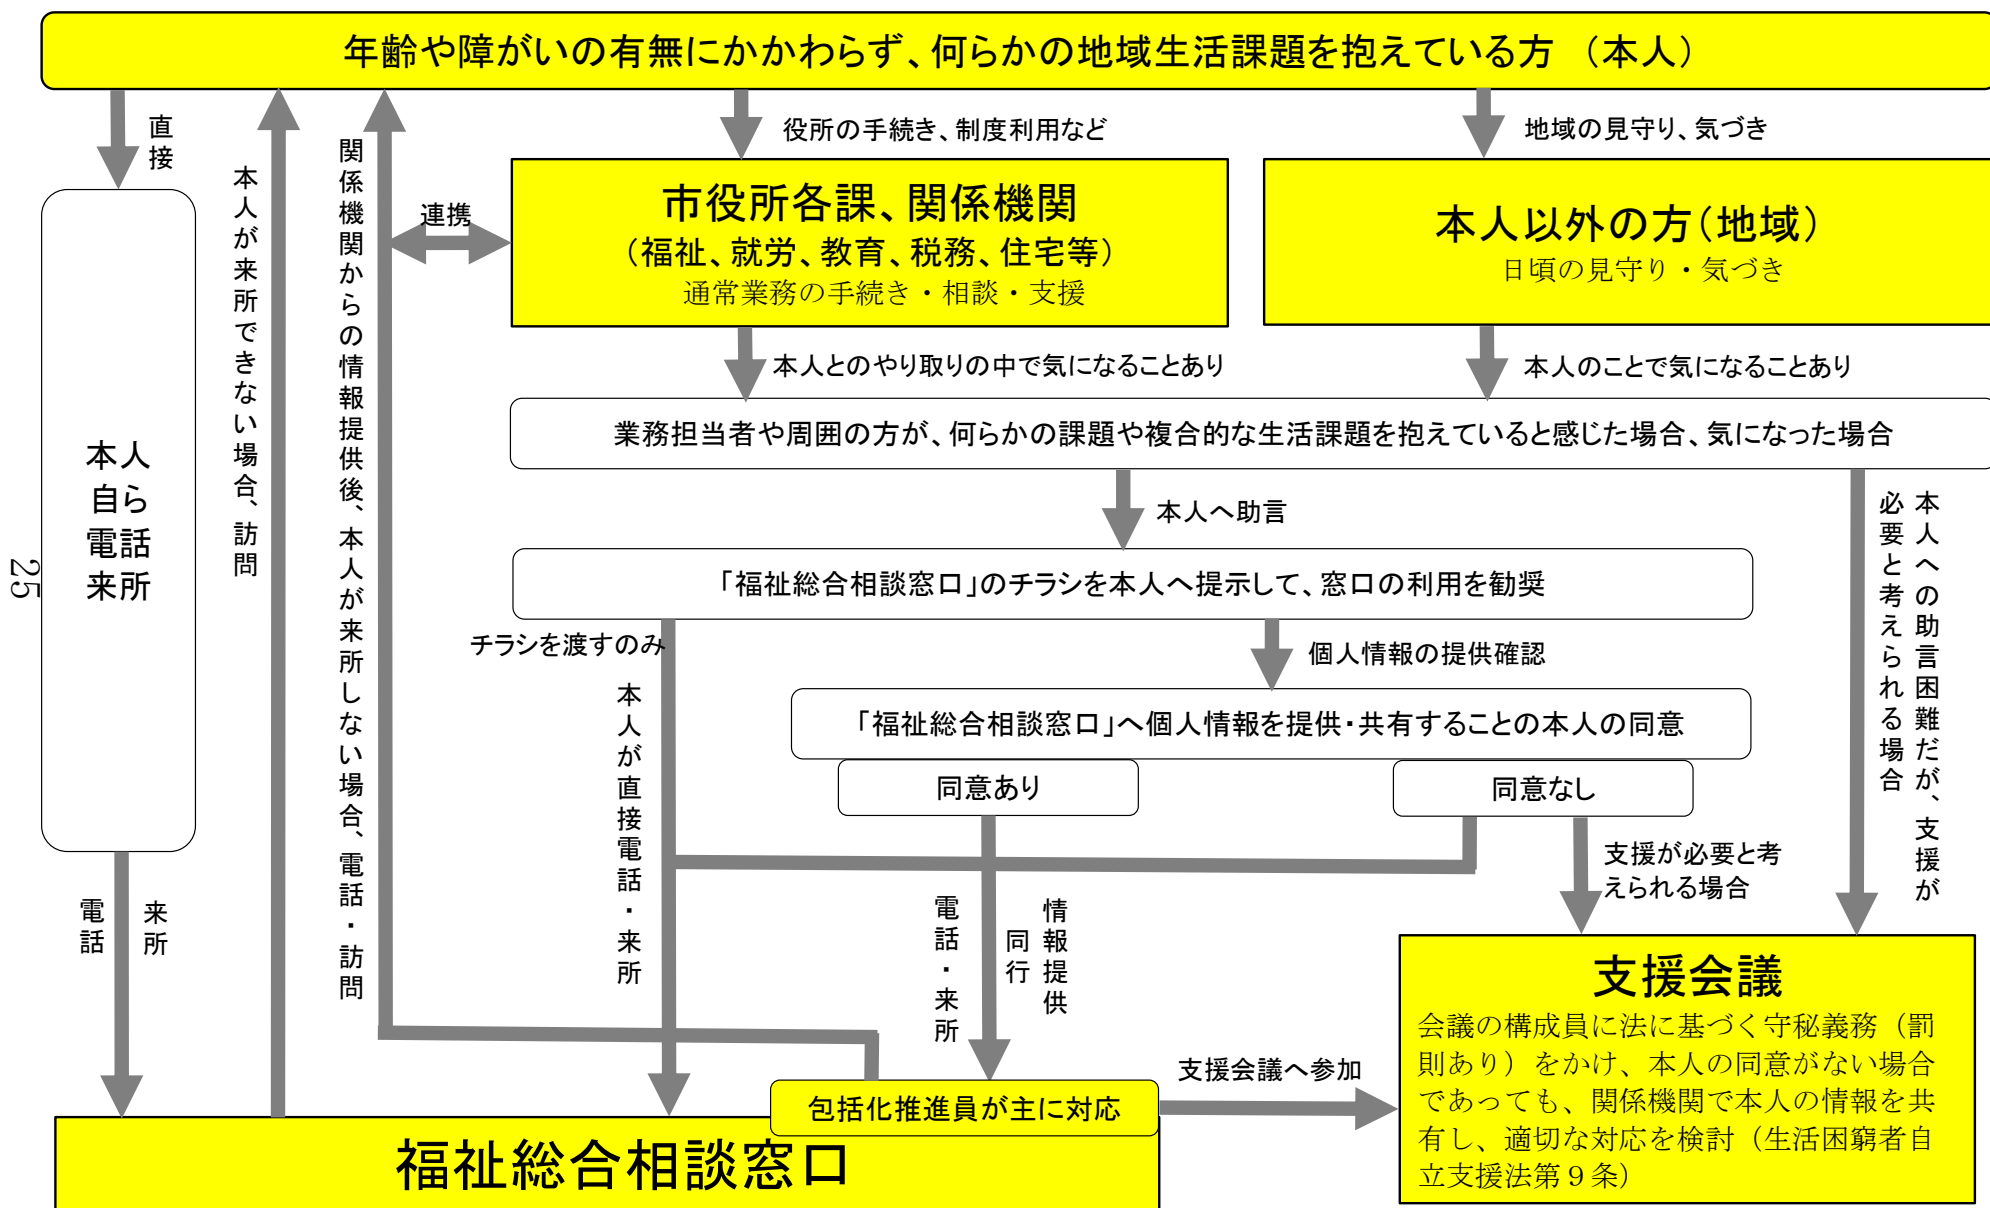 年齢や障がいの有無にかかわらず、何らかの地域生活課題を抱えている方 （本人）
直接
役所の手続き、制度利用など
地域の見守り、気づき
本人
自ら
電話
来所
本人が来所できない場合、訪問
関係機関からの情報提供後、本人が来所しない場合、電話・訪問
連携
市役所各課、関係機関
（福祉、就労、教育、税務、住宅等）
通常業務の手続き・相談・支援
本人以外の方（地域）
日頃の見守り・気づき
本人とのやり取りの中で気になることあり
本人のことで気になることあり
業務担当者や周囲の方が、何らかの課題や複合的な生活課題を抱えていると感じた場合、気になった場合
本人へ助言
本人への助言困難だが、支援が
必要と考えられる場合
「福祉総合相談窓口」のチラシを本人へ提示して、窓口の利用を勧奨
チラシを渡すのみ
個人情報の提供確認
本人が直接電話・来所
「福祉総合相談窓口」へ個人情報を提供・共有することの本人の同意
同意あり
同意なし
支援が必要と考
えられる場合
電話
来所
電話・来所
情報提供
同行
包括化推進員が主に対応
支援会議へ参加
福祉総合相談窓口
支援会議
会議の構成員に法に基づく守秘義務（罰
則あり）をかけ、本人の同意がない場合
であっても、関係機関で本人の情報を共
有し、適切な対応を検討（生活困窮者自
立支援法第９条）
25